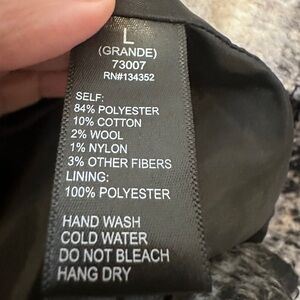 L
(GRANDE)
73007
RN#134352
SELF:
84% POLYESTER
10% COTTON
2% WOOL
1% NYLON
3% OTHER FIBERS
LINING:
100% POLYESTER
HAND WASH
COLD WATER
DO NOT BLEACH
HANG DRY